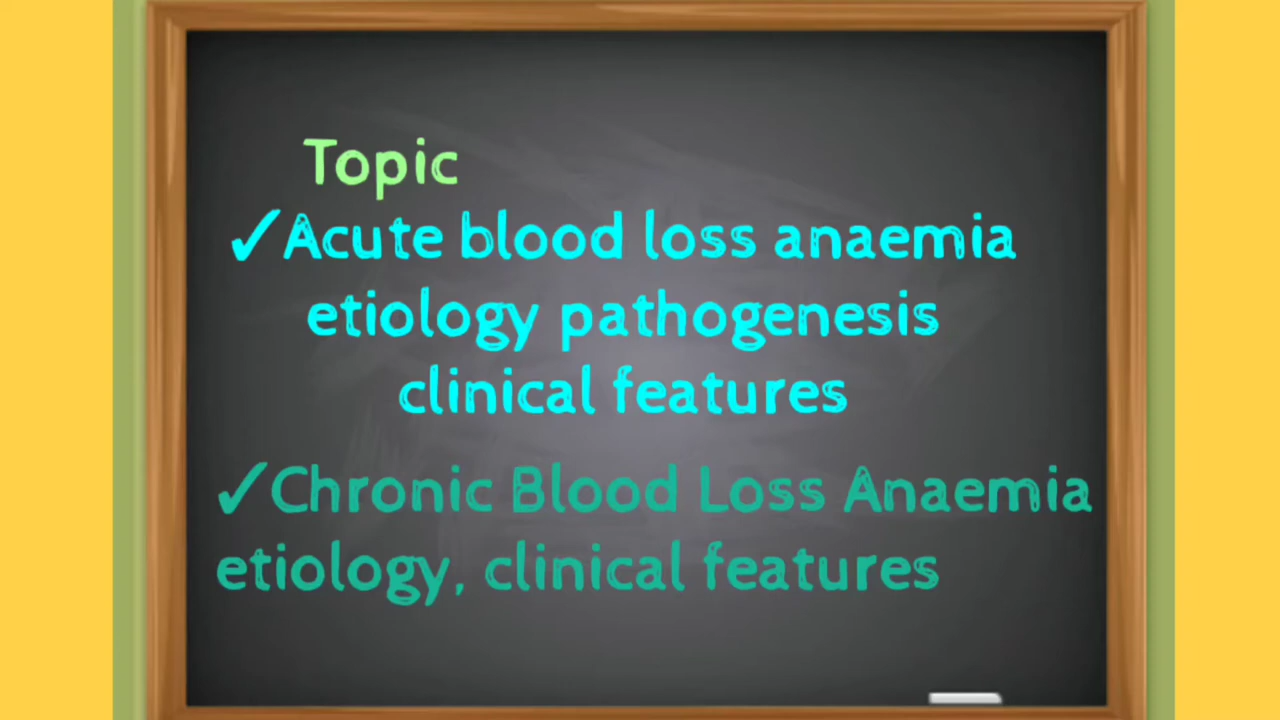 Topic
✓Acute blood loss anaemia
etiology pathogenesis
clinical features
✓Chronic Blood Loss Anaemia
etiology, clinical features